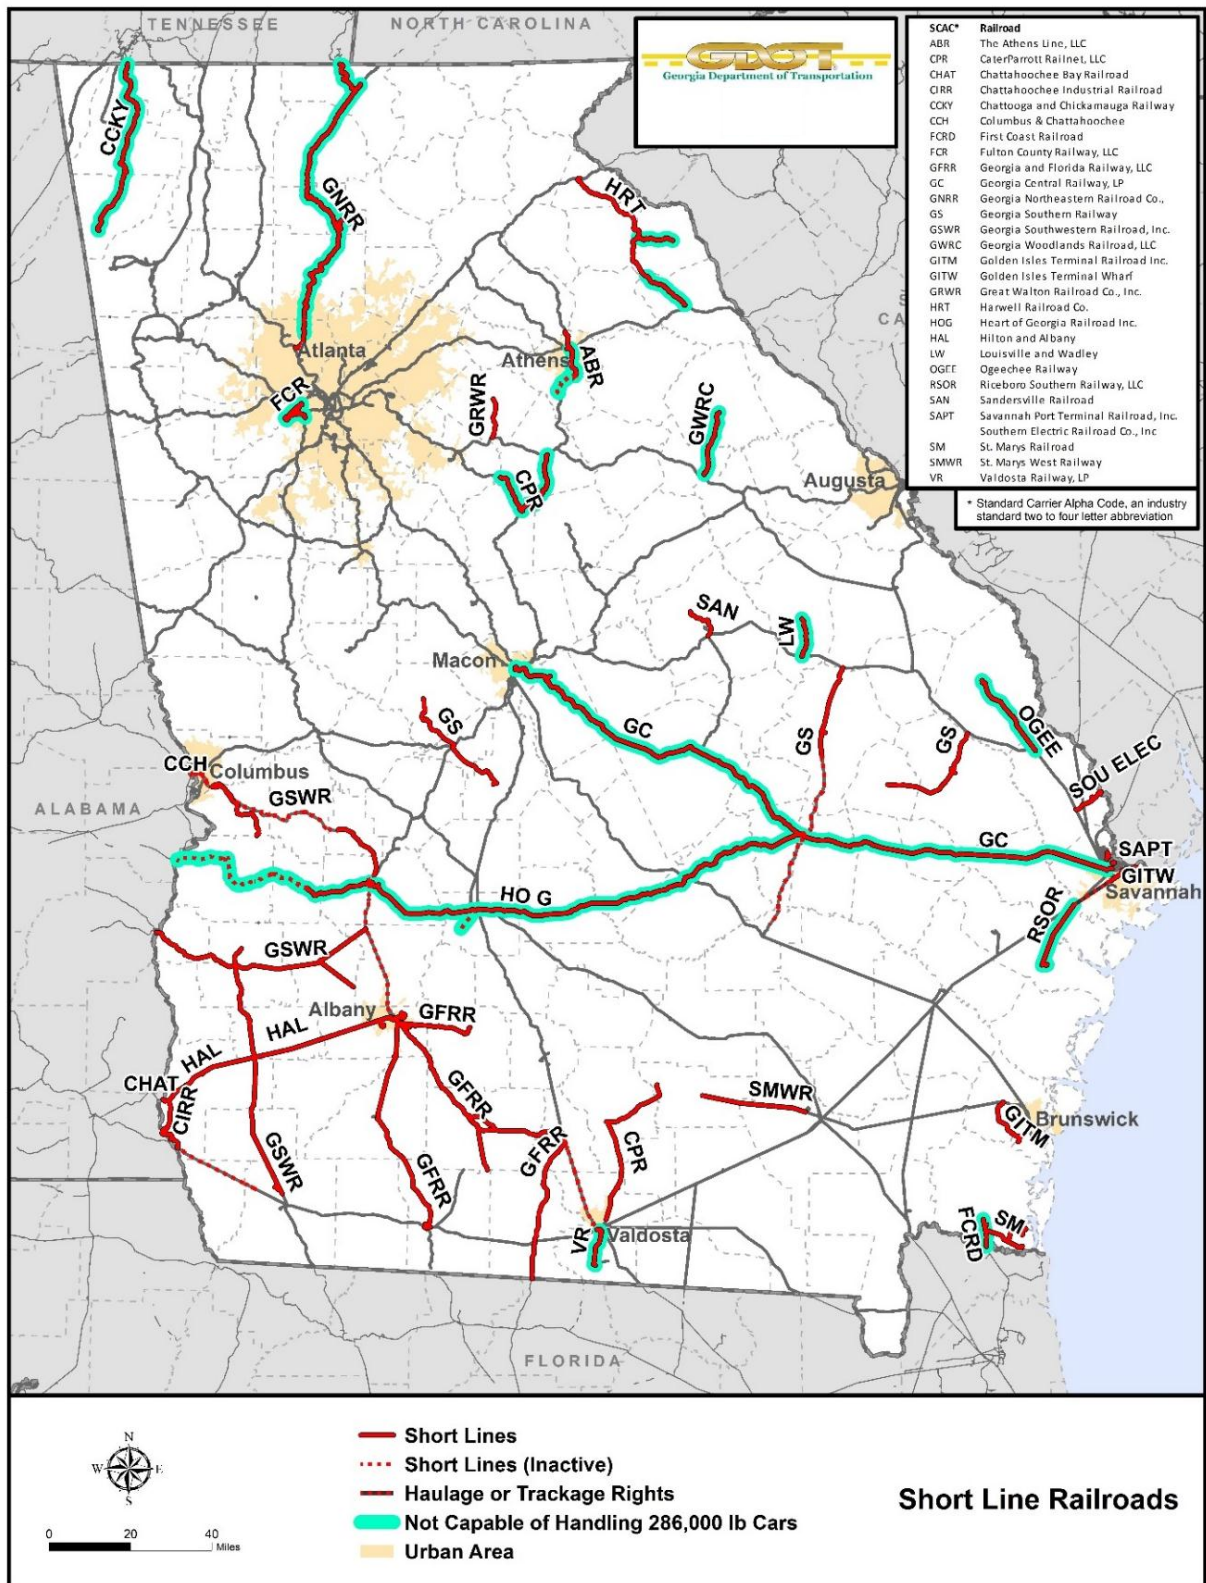 TENNESSEE
NORTH CAROLINA
GDOT
Georgia Department of Transportation
SCAC* Railroad
ABR The Athens Line, LLC
CPR CaterParrott Railnet, LLC
CHAT Chattahoochee Bay Railroad
CIRR Chattahoochee Industrial Railroad
CCKY Chattooga and Chickamauga Railway
CCH Columbus & Chattahoochee
FCRD First Coast Railroad
FCR Fulton County Railway, LLC
GFRR Georgia and Florida Railway, LLC
GC Georgia Central Railway, LP
GNRR Georgia Northeastern Railroad Co.,
GS Georgia Southern Railway
GSWR Georgia Southwestern Railroad, Inc.
GWRC Georgia Woodlands Railroad, LLC
GITM Golden Isles Terminal Railroad Inc.
GITW Golden Isles Terminal Wharf
GRWR Great Walton Railroad Co., Inc.
HRT Harwell Railroad Co.
HOG Heart of Georgia Railroad Inc.
HAL Hilton and Albany
LW Louisville and Wadley
OGEE Ogeechee Railway
RSOR Riceboro Southern Railway, LLC
SAN Sandersville Railroad
SAPT Savannah Port Terminal Railroad, Inc.
Southern Electric Railroad Co., Inc
SM St. Marys Railroad
SMWR St. Marys West Railway
VR Valdosta Railway, LP
* Standard Carrier Alpha Code, an industry
standard two to four letter abbreviation
S
CA
CCKY
GNRR
HRT
Atlanta
Athens
ABR
FCR
GRWR
GWRC
CPR
Augusta
SAN
LW
Macon
GS
GC
GS
GS
OGEE
CCH
Columbus
GSWR
SOU ELEC
ALABAMA
GC
SAPT
GITW
Savannah
HO G
RSOR
GSWR
Albany
GFRR
HAL
HAL
CHAT
CIRR
GFRR
SMWR
GITM
Brunswick
GSWR
GFRR
GFRR
CPR
VR
Valdosta
FCRD
SM
FLORIDA
N
W E
S
0 20 40
Miles
Short Lines
Short Lines (Inactive)
Haulage or Trackage Rights
Not Capable of Handling 286,000 lb Cars
Urban Area
Short Line Railroads